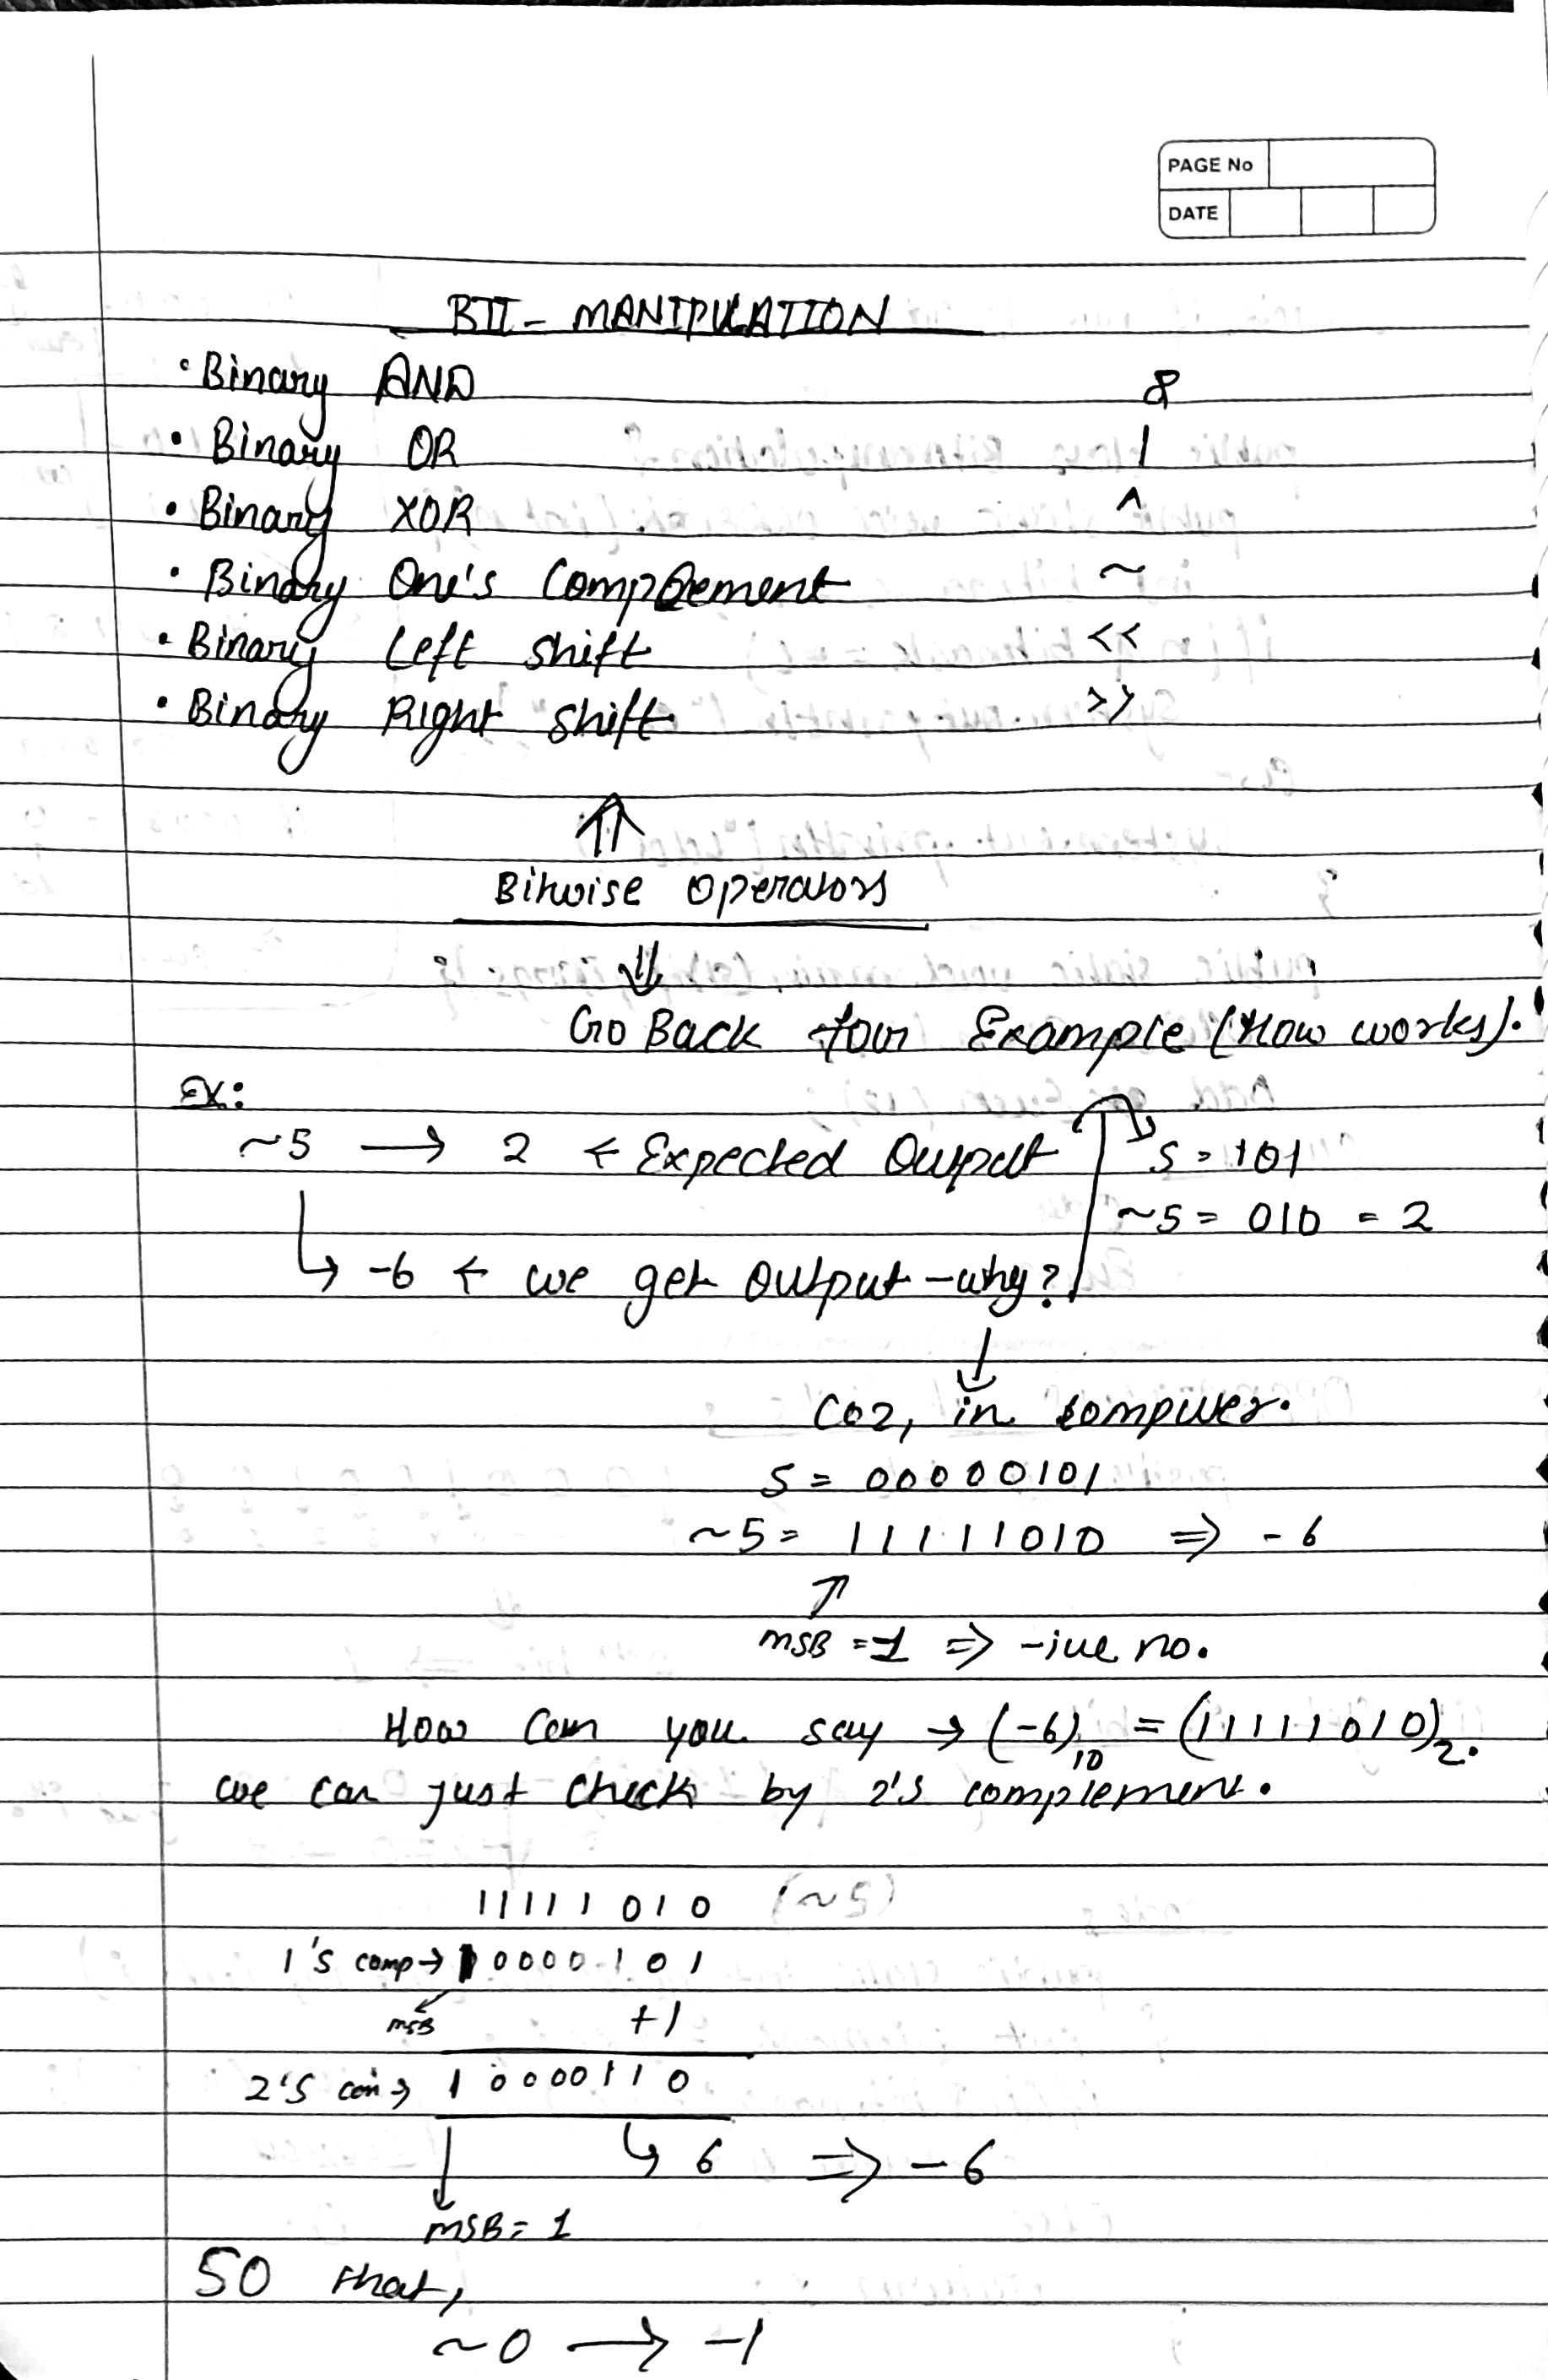 PAGE No
DATE
BIT - MANIPULATION
• Binary AND &
• Binary OR |
• Binary XOR ^
• Binary One's Complement ~
• Binary Left shift <<
• Binary Right shift >>
Bitwise operators
Go Back for Example (How works).
Ex:
~5 → 2 ← Expected Output 5 = 101
~5 = 010 = 2
↳ -6 ← we get output - why?
coz, in computer.
5 = 00000101
~5 = 11111010 ⇒ -6
MSB = 1 ⇒ -ive no.
How can you say → (-6)10 = (11111010)2.
we can just check by 2's complement.
11111010 (~5)
1's comp → 10000101
MSB +1
2's com → 10000110
↳ 6 ⇒ -6
MSB = 1
So that,
~0 → -1